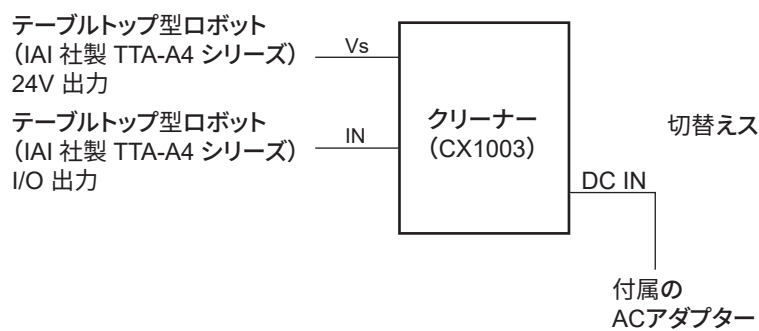 テーブルトップ型ロボット
（IAI 社製 TTA-A4 シリーズ）
24V 出力
Vs
テーブルトップ型ロボット
（IAI 社製 TTA-A4 シリーズ）
I/O 出力
IN
クリーナー
（CX1003）
切替えス
DC IN
付属の
ACアダプター